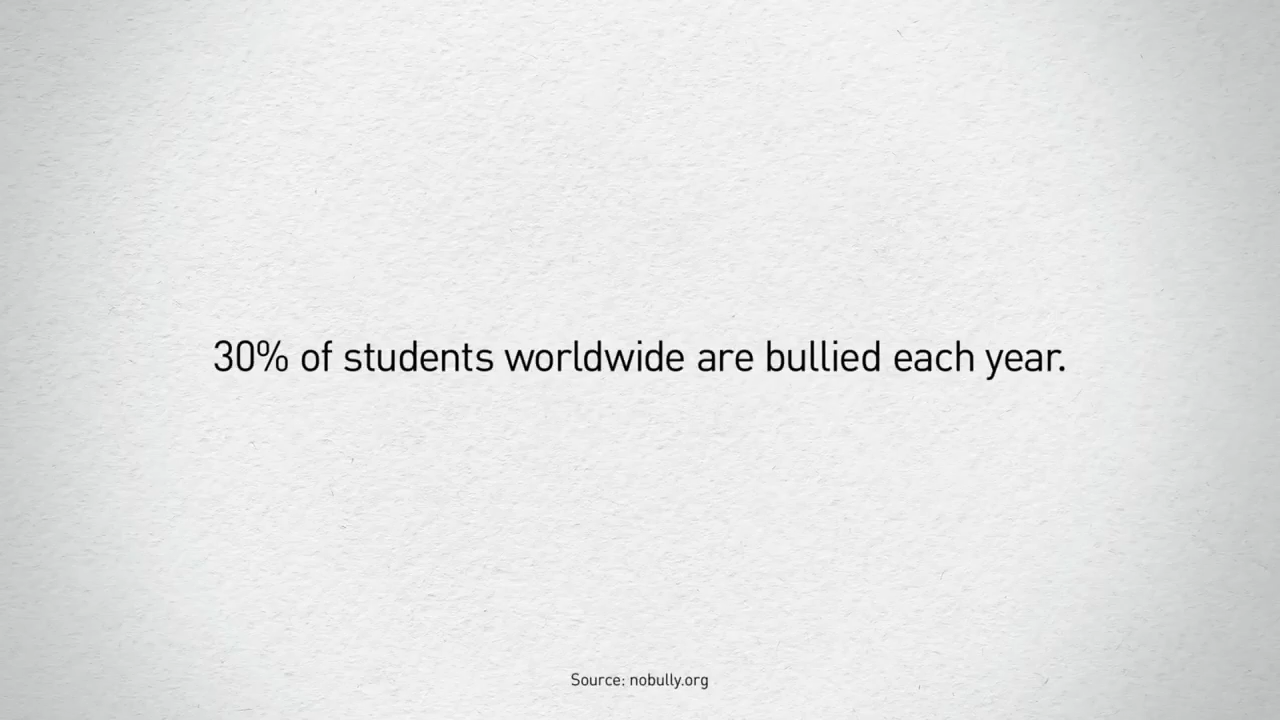 30% of students worldwide are bullied each year.
Source: nobully.org